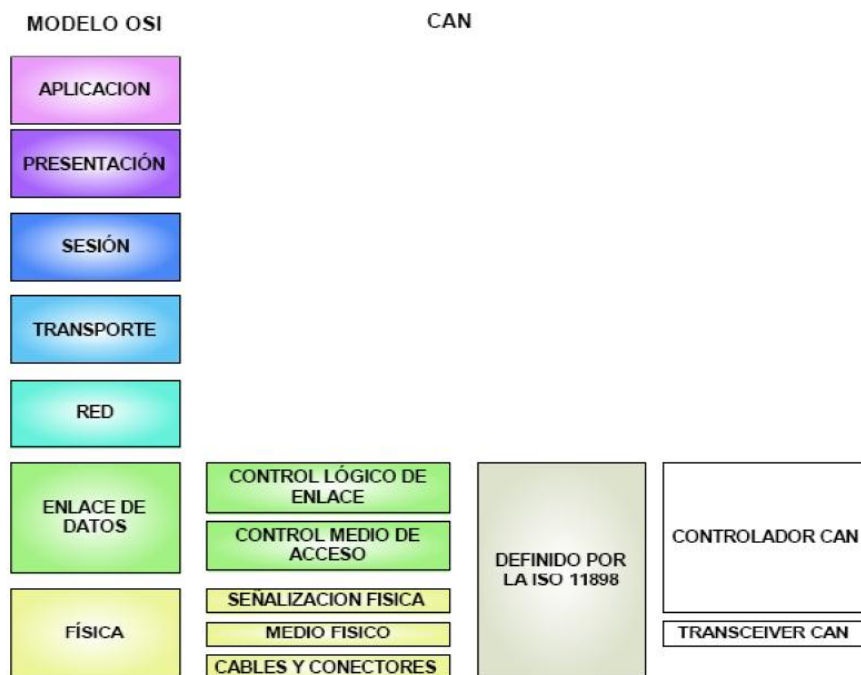 MODELO OSI
CAN
APLICACION
PRESENTACIÓN
SESIÓN
TRANSPORTE
RED
ENLACE DE
DATOS
CONTROL LÓGICO DE
ENLACE
CONTROL MEDIO DE
ACCESO
DEFINIDO POR
LA ISO 11898
CONTROLADOR CAN
FÍSICA
SEÑALIZACION FISICA
MEDIO FISICO
CABLES Y CONECTORES
TRANSCEIVER CAN